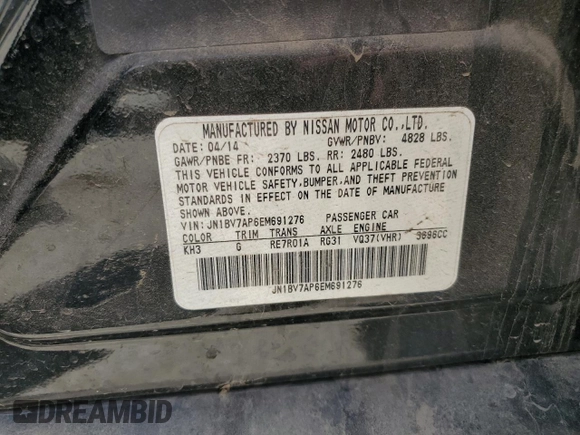 MANUFACTURED BY NISSAN MOTOR CO.,LTD.
DATE: 04/14 GVWR/PNBV: 4828 LBS.
GAWR/PNBE FR: 2370 LBS. RR: 2480 LBS.
THIS VEHICLE CONFORMS TO ALL APPLICABLE FEDERAL
MOTOR VEHICLE SAFETY,BUMPER,AND THEFT PREVENTION
STANDARDS IN EFFECT ON THE DATE OF MANUFACTURE
SHOWN ABOVE.
VIN: JN1BV7AP6EM691276 PASSENGER CAR
COLOR TRIM TRANS AXLE ENGINE
KH3 G RE7R01A RG31 VQ37(VHR) 3696CC
JN1BV7AP6EM691276
DREAMBID